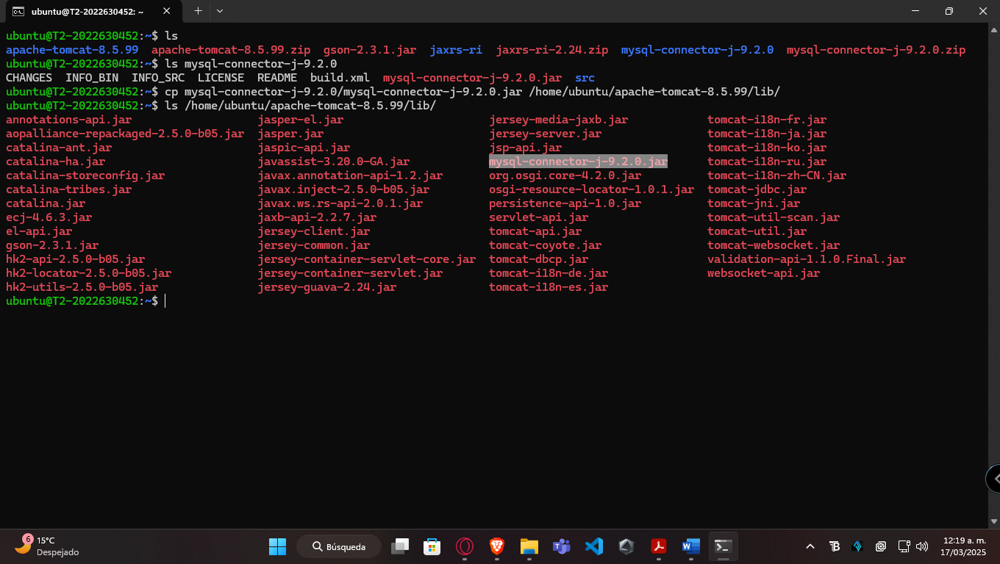 ubuntu@T2-2022630452: ~
ubuntu@T2-2022630452:~$ ls
apache-tomcat-8.5.99  apache-tomcat-8.5.99.zip  gson-2.3.1.jar  jaxrs-ri  jaxrs-ri-2.24.zip  mysql-connector-j-9.2.0  mysql-connector-j-9.2.0.zip
ubuntu@T2-2022630452:~$ ls mysql-connector-j-9.2.0
CHANGES  INFO_BIN  INFO_SRC  LICENSE  README  build.xml  mysql-connector-j-9.2.0.jar  src
ubuntu@T2-2022630452:~$ cp mysql-connector-j-9.2.0/mysql-connector-j-9.2.0.jar /home/ubuntu/apache-tomcat-8.5.99/lib/
ubuntu@T2-2022630452:~$ ls /home/ubuntu/apache-tomcat-8.5.99/lib/
annotations-api.jar  jasper-el.jar  jersey-media-jaxb.jar  tomcat-i18n-fr.jar
aopalliance-repackaged-2.5.0-b05.jar  jasper.jar  jersey-server.jar  tomcat-i18n-ja.jar
catalina-ant.jar  jaspic-api.jar  jsp-api.jar  tomcat-i18n-ko.jar
catalina-ha.jar  javassist-3.20.0-GA.jar  mysql-connector-j-9.2.0.jar  tomcat-i18n-ru.jar
catalina-storeconfig.jar  javax.annotation-api-1.2.jar  org.osgi.core-4.2.0.jar  tomcat-i18n-zh-CN.jar
catalina-tribes.jar  javax.inject-2.5.0-b05.jar  osgi-resource-locator-1.0.1.jar  tomcat-jdbc.jar
catalina.jar  javax.ws.rs-api-2.0.1.jar  persistence-api-1.0.jar  tomcat-jni.jar
ecj-4.6.3.jar  jaxb-api-2.2.7.jar  servlet-api.jar  tomcat-util-scan.jar
el-api.jar  jersey-client.jar  tomcat-api.jar  tomcat-util.jar
gson-2.3.1.jar  jersey-common.jar  tomcat-coyote.jar  tomcat-websocket.jar
hk2-api-2.5.0-b05.jar  jersey-container-servlet-core.jar  tomcat-dbcp.jar  validation-api-1.1.0.Final.jar
hk2-locator-2.5.0-b05.jar  jersey-container-servlet.jar  tomcat-i18n-de.jar  websocket-api.jar
hk2-utils-2.5.0-b05.jar  jersey-guava-2.24.jar  tomcat-i18n-es.jar
ubuntu@T2-2022630452:~$
6
15°C
Despejado
Búsqueda
12:19 a. m.
17/03/2025